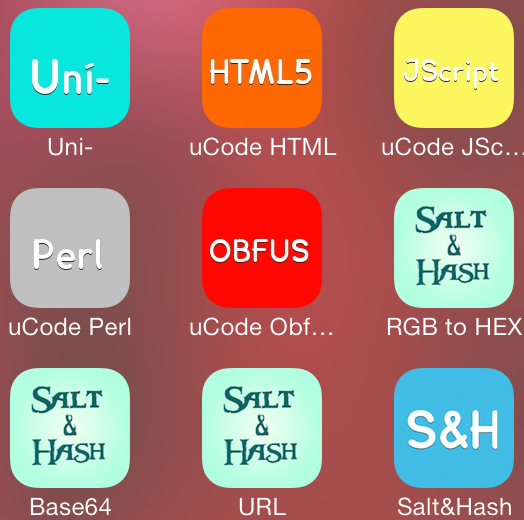 Uní-
HTML5
JScript
Uni-
uCode HTML
uCode JSc...
Perl
OBFUS
SALT
&
HASH
uCode Perl
uCode Obf...
RGB to HEX
SALT
&
HASH
SALT
&
HASH
S&H
Base64
URL
Salt&Hash